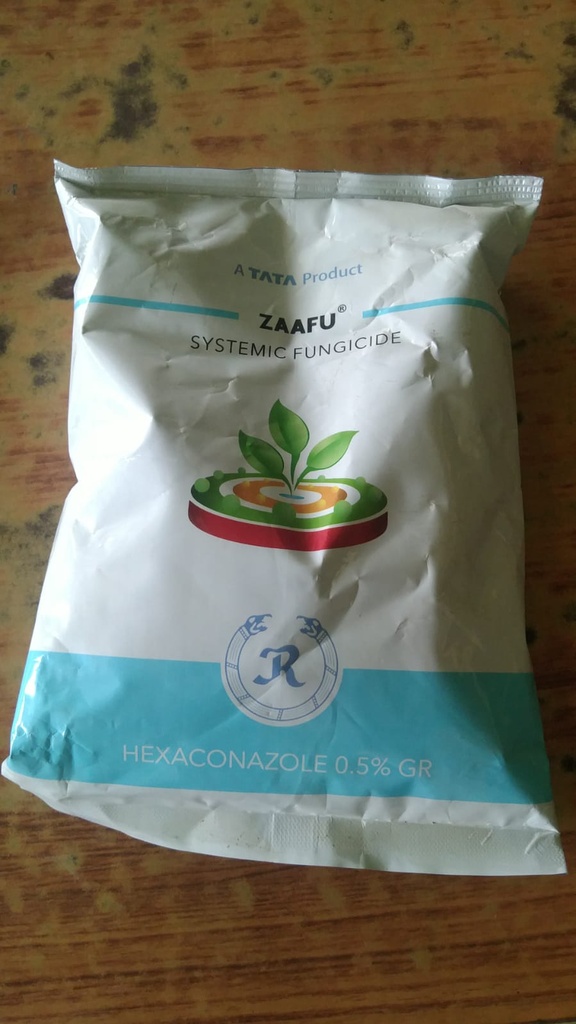 A TATA Product
ZAAFU®
SYSTEMIC FUNGICIDE
R
HEXACONAZOLE 0.5% GR